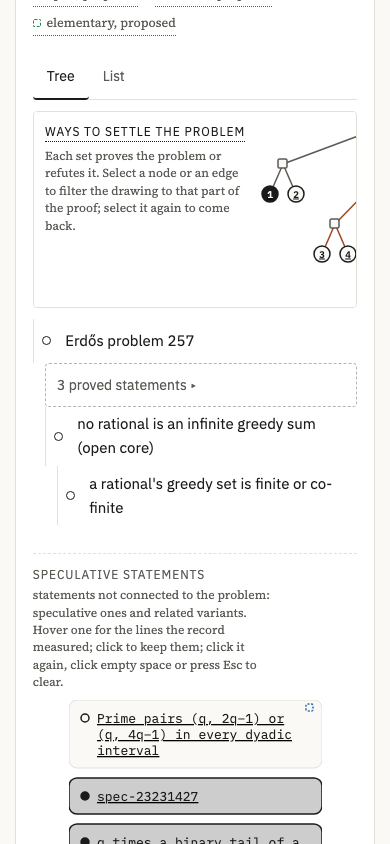 elementary, proposed
Tree
List
WAYS TO SETTLE THE PROBLEM
Each set proves the problem or
refutes it. Select a node or an edge
to filter the drawing to that part of
the proof; select it again to come
back.
1
2
3
4
Erdős problem 257
3 proved statements ▸
no rational is an infinite greedy sum
(open core)
a rational's greedy set is finite or co-
finite
SPECULATIVE STATEMENTS
statements not connected to the problem:
speculative ones and related variants.
Hover one for the lines the record
measured; click to keep them; click it
again, click empty space or press Esc to
clear.
Prime pairs (q, 2q−1) or
(q, 4q−1) in every dyadic
interval
spec-23231427
q times a binary tail of a